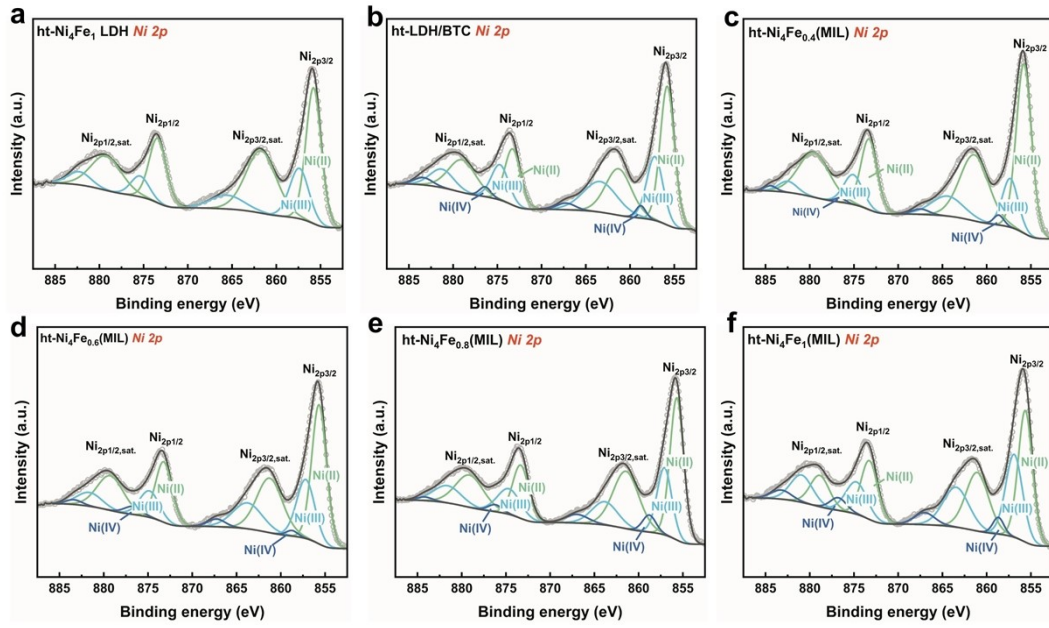 a
ht-Ni₄Fe₁ LDH Ni 2p
Ni2p3/2
Ni2p1/2
Ni2p1/2,sat.
Ni2p3/2,sat.
Ni(II)
Ni(III)
Intensity (a.u.)
885 880 875 870 865 860 855
Binding energy (eV)
b
ht-LDH/BTC Ni 2p
Ni2p3/2
Ni2p1/2
Ni2p1/2,sat.
Ni2p3/2,sat.
Ni(II)
Ni(II)
Ni(III)
Ni(III)
Ni(IV)
Ni(IV)
Intensity (a.u.)
885 880 875 870 865 860 855
Binding energy (eV)
c
ht-Ni₄Fe₀.₄(MIL) Ni 2p
Ni2p3/2
Ni2p1/2
Ni2p1/2,sat.
Ni2p3/2,sat.
Ni(II)
Ni(II)
Ni(III)
Ni(III)
Ni(IV)
Ni(IV)
Intensity (a.u.)
885 880 875 870 865 860 855
Binding energy (eV)
d
ht-Ni₄Fe₀.₆(MIL) Ni 2p
Ni2p3/2
Ni2p1/2
Ni2p1/2,sat.
Ni2p3/2,sat.
Ni(II)
Ni(II)
Ni(III)
Ni(III)
Ni(IV)
Ni(IV)
Intensity (a.u.)
885 880 875 870 865 860 855
Binding energy (eV)
e
ht-Ni₄Fe₀.₈(MIL) Ni 2p
Ni2p3/2
Ni2p1/2
Ni2p1/2,sat.
Ni2p3/2,sat.
Ni(II)
Ni(II)
Ni(III)
Ni(III)
Ni(IV)
Ni(IV)
Intensity (a.u.)
885 880 875 870 865 860 855
Binding energy (eV)
f
ht-Ni₄Fe₁(MIL) Ni 2p
Ni2p3/2
Ni2p1/2
Ni2p1/2,sat.
Ni2p3/2,sat.
Ni(II)
Ni(II)
Ni(III)
Ni(III)
Ni(IV)
Ni(IV)
Intensity (a.u.)
885 880 875 870 865 860 855
Binding energy (eV)